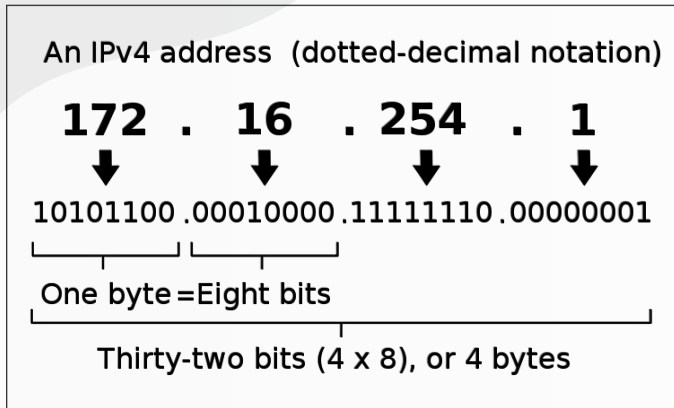 An IPv4 address (dotted-decimal notation)
172 . 16 . 254 . 1
10101100 .00010000 .11111110 .00000001
One byte =Eight bits
Thirty-two bits (4 x 8), or 4 bytes